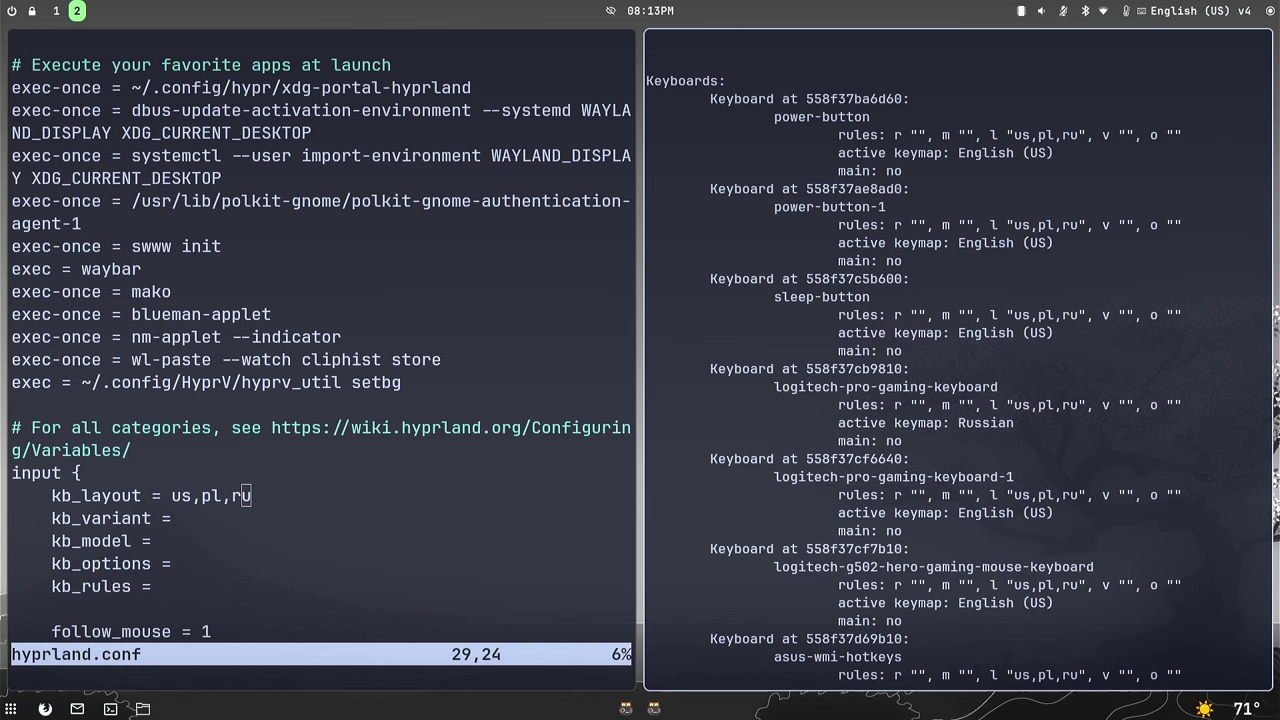 1 2
08:13PM
English (US) v4
# Execute your favorite apps at launch
exec-once = ~/.config/hypr/xdg-portal-hyprland
exec-once = dbus-update-activation-environment --systemd WAYLA
ND_DISPLAY XDG_CURRENT_DESKTOP
exec-once = systemctl --user import-environment WAYLAND_DISPLA
Y XDG_CURRENT_DESKTOP
exec-once = /usr/lib/polkit-gnome/polkit-gnome-authentication-
agent-1
exec-once = swww init
exec = waybar
exec-once = mako
exec-once = blueman-applet
exec-once = nm-applet --indicator
exec-once = wl-paste --watch cliphist store
exec = ~/.config/HyprV/hyprv_util setbg
# For all categories, see https://wiki.hyprland.org/Configurin
g/Variables/
input {
kb_layout = us,pl,ru
kb_variant =
kb_model =
kb_options =
kb_rules =
follow_mouse = 1
hyprland.conf 29,24 6%
Keyboards:
Keyboard at 558f37ba6d60:
power-button
rules: r "", m "", l "us,pl,ru", v "", o ""
active keymap: English (US)
main: no
Keyboard at 558f37ae8ad0:
power-button-1
rules: r "", m "", l "us,pl,ru", v "", o ""
active keymap: English (US)
main: no
Keyboard at 558f37c5b600:
sleep-button
rules: r "", m "", l "us,pl,ru", v "", o ""
active keymap: English (US)
main: no
Keyboard at 558f37cb9810:
logitech-pro-gaming-keyboard
rules: r "", m "", l "us,pl,ru", v "", o ""
active keymap: Russian
main: no
Keyboard at 558f37cf6640:
logitech-pro-gaming-keyboard-1
rules: r "", m "", l "us,pl,ru", v "", o ""
active keymap: English (US)
main: no
Keyboard at 558f37cf7b10:
logitech-g502-hero-gaming-mouse-keyboard
rules: r "", m "", l "us,pl,ru", v "", o ""
active keymap: English (US)
main: no
Keyboard at 558f37d69b10:
asus-wmi-hotkeys
rules: r "", m "", l "us,pl,ru", v "", o ""
71°